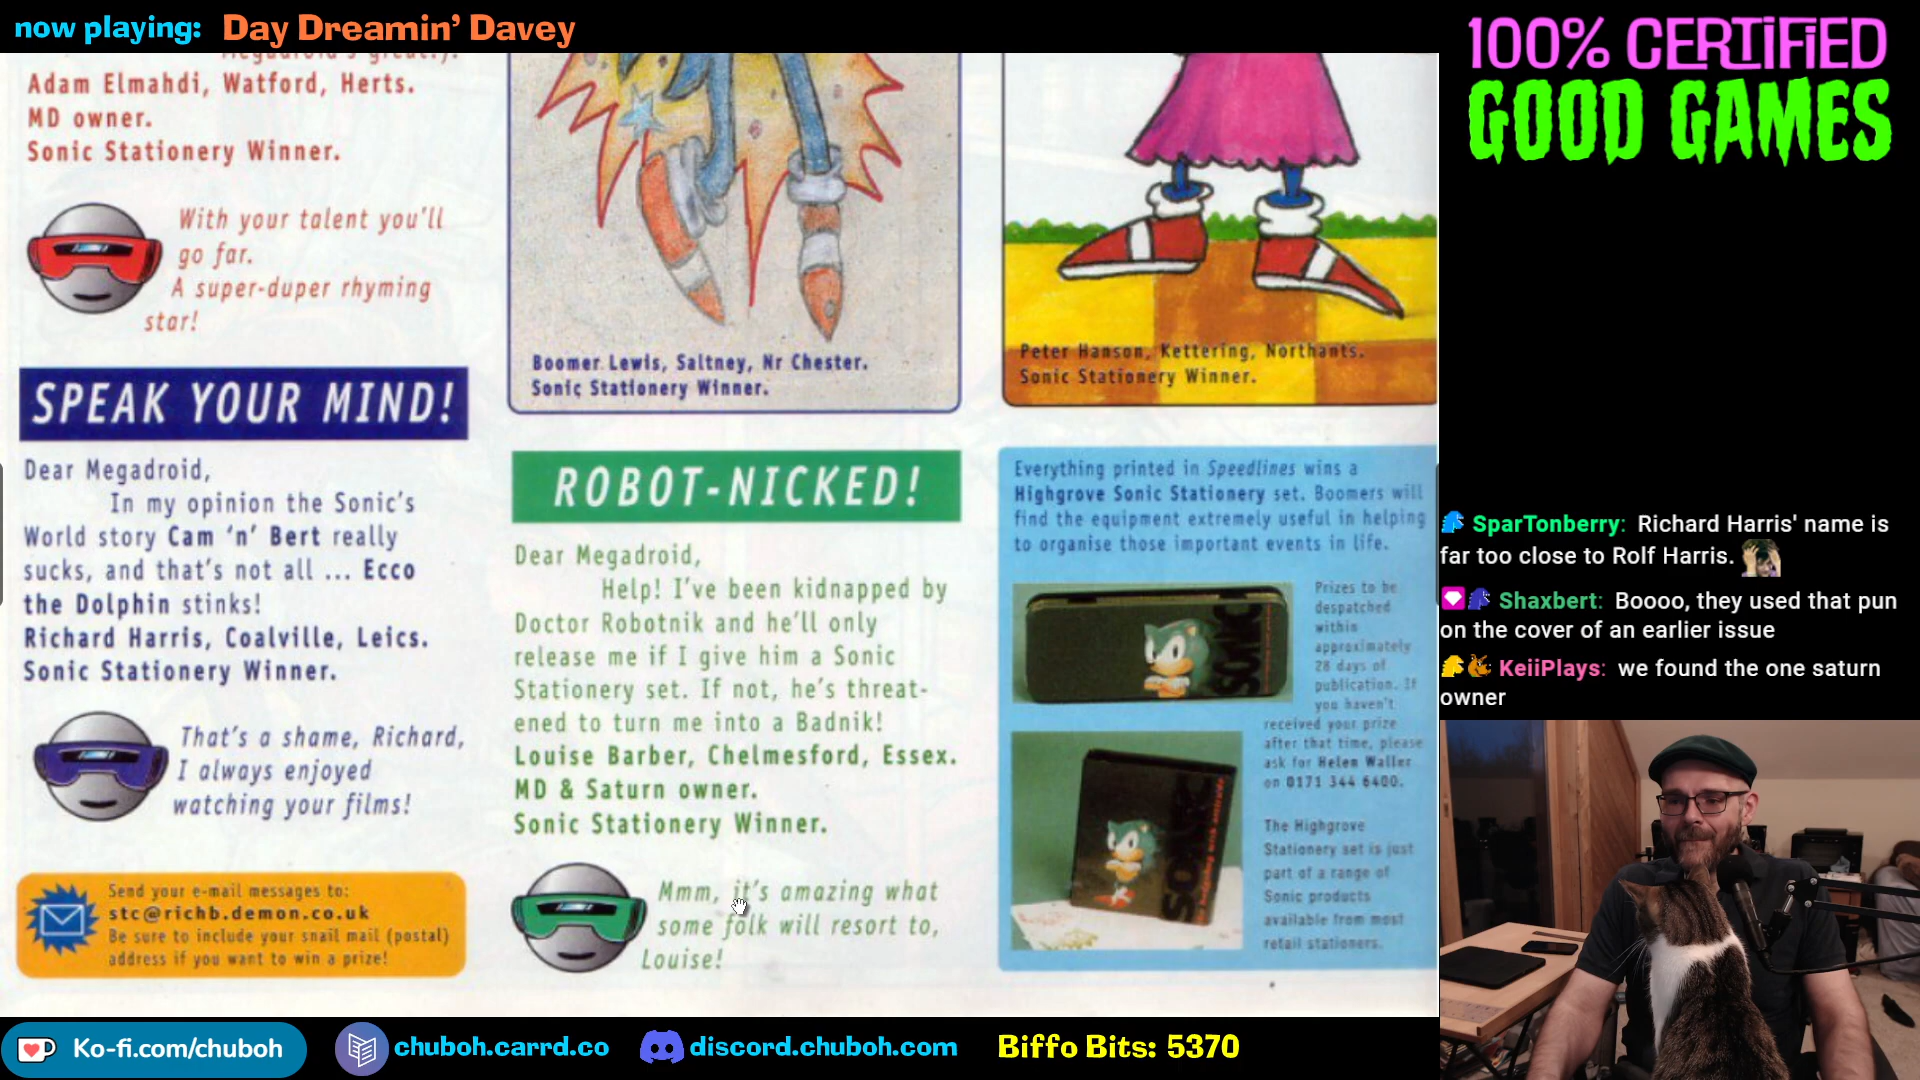 now playing: Day Dreamin' Davey
Adam Elmahdi, Watford, Herts.
MD owner.
Sonic Stationery Winner.
With your talent you'll
go far.
A super-duper rhyming
star!
SPEAK YOUR MIND!
Dear Megadroid,
In my opinion the Sonic's
World story Cam 'n' Bert really
sucks, and that's not all ... Ecco
the Dolphin stinks!
Richard Harris, Coalville, Leics.
Sonic Stationery Winner.
That's a shame, Richard,
I always enjoyed
watching your films!
Send your e-mail messages to:
stc@richb.demon.co.uk
Be sure to include your snail mail (postal)
address if you want to win a prize!
Boomer Lewis, Saltney, Nr Chester.
Sonic Stationery Winner.
ROBOT-NICKED!
Dear Megadroid,
Help! I've been kidnapped by
Doctor Robotnik and he'll only
release me if I give him a Sonic
Stationery set. If not, he's threat-
ened to turn me into a Badnik!
Louise Barber, Chelmesford, Essex.
MD & Saturn owner.
Sonic Stationery Winner.
Mmm, it's amazing what
some folk will resort to,
Louise!
Peter Hanson, Kettering, Northants.
Sonic Stationery Winner.
Everything printed in Speedlines wins a
Highgrove Sonic Stationery set. Boomers will
find the equipment extremely useful in helping
to organise those important events in life.
SONIC
Prizes to be
despatched
within
approximately
28 days of
publication. If
you haven't
received your prize
after that time, please
ask for Helen Waller
on 0171 344 6400.
SONIC
The Highgrove
Stationery set is just
part of a range of
Sonic products
available from most
retail stationers.
100% CERTIFIED
GOOD GAMES
SparTonberry: Richard Harris' name is
far too close to Rolf Harris.
Shaxbert: Boooo, they used that pun
on the cover of an earlier issue
KeiiPlays: we found the one saturn
owner
Ko-fi.com/chuboh
chuboh.carrd.co
discord.chuboh.com
Biffo Bits: 5370